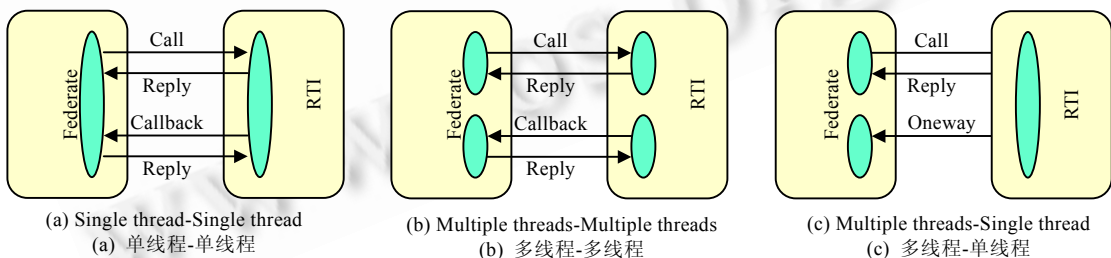 Federate
Call
Reply
Callback
Reply
RTI
(a) Single thread-Single thread
(a) 单线程-单线程
Federate
Call
Reply
Callback
Reply
RTI
(b) Multiple threads-Multiple threads
(b) 多线程-多线程
Federate
Call
Reply
Oneway
RTI
(c) Multiple threads-Single thread
(c) 多线程-单线程